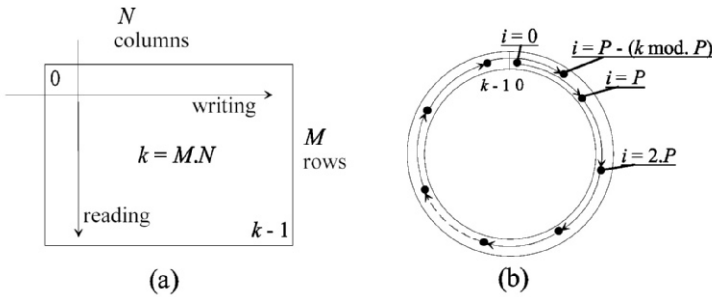 N
columns
0
writing
k = M.N
M
rows
reading
k - 1
(a)
i = 0
i = P - (k mod. P)
i = P
k - 1 0
i = 2.P
(b)